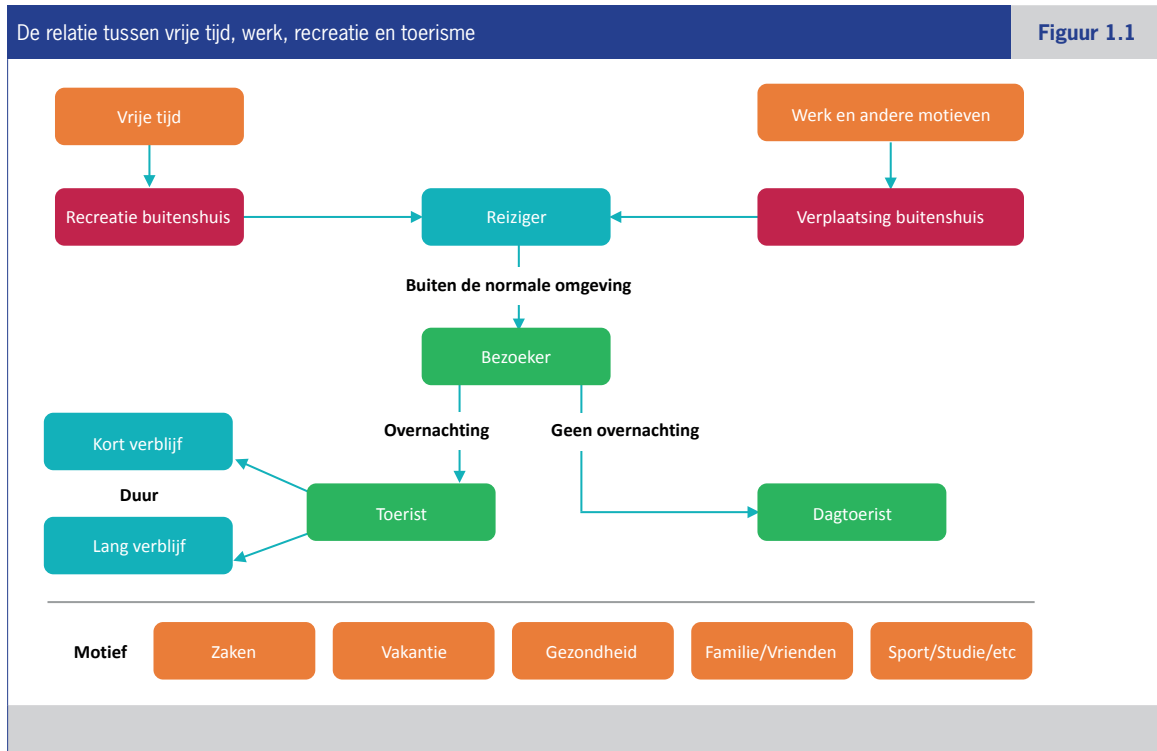 De relatie tussen vrije tijd, werk, recreatie en toerisme
Figuur 1.1
Vrije tijd
Werk en andere motieven
Recreatie buitenshuis
Reiziger
Verplaatsing buitenshuis
Buiten de normale omgeving
Bezoeker
Overnachting
Geen overnachting
Kort verblijf
Duur
Lang verblijf
Toerist
Dagtoerist
Motief
Zaken
Vakantie
Gezondheid
Familie/Vrienden
Sport/Studie/etc